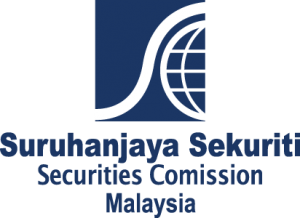 Suruhanjaya Sekuriti
Securities Comission
Malaysia